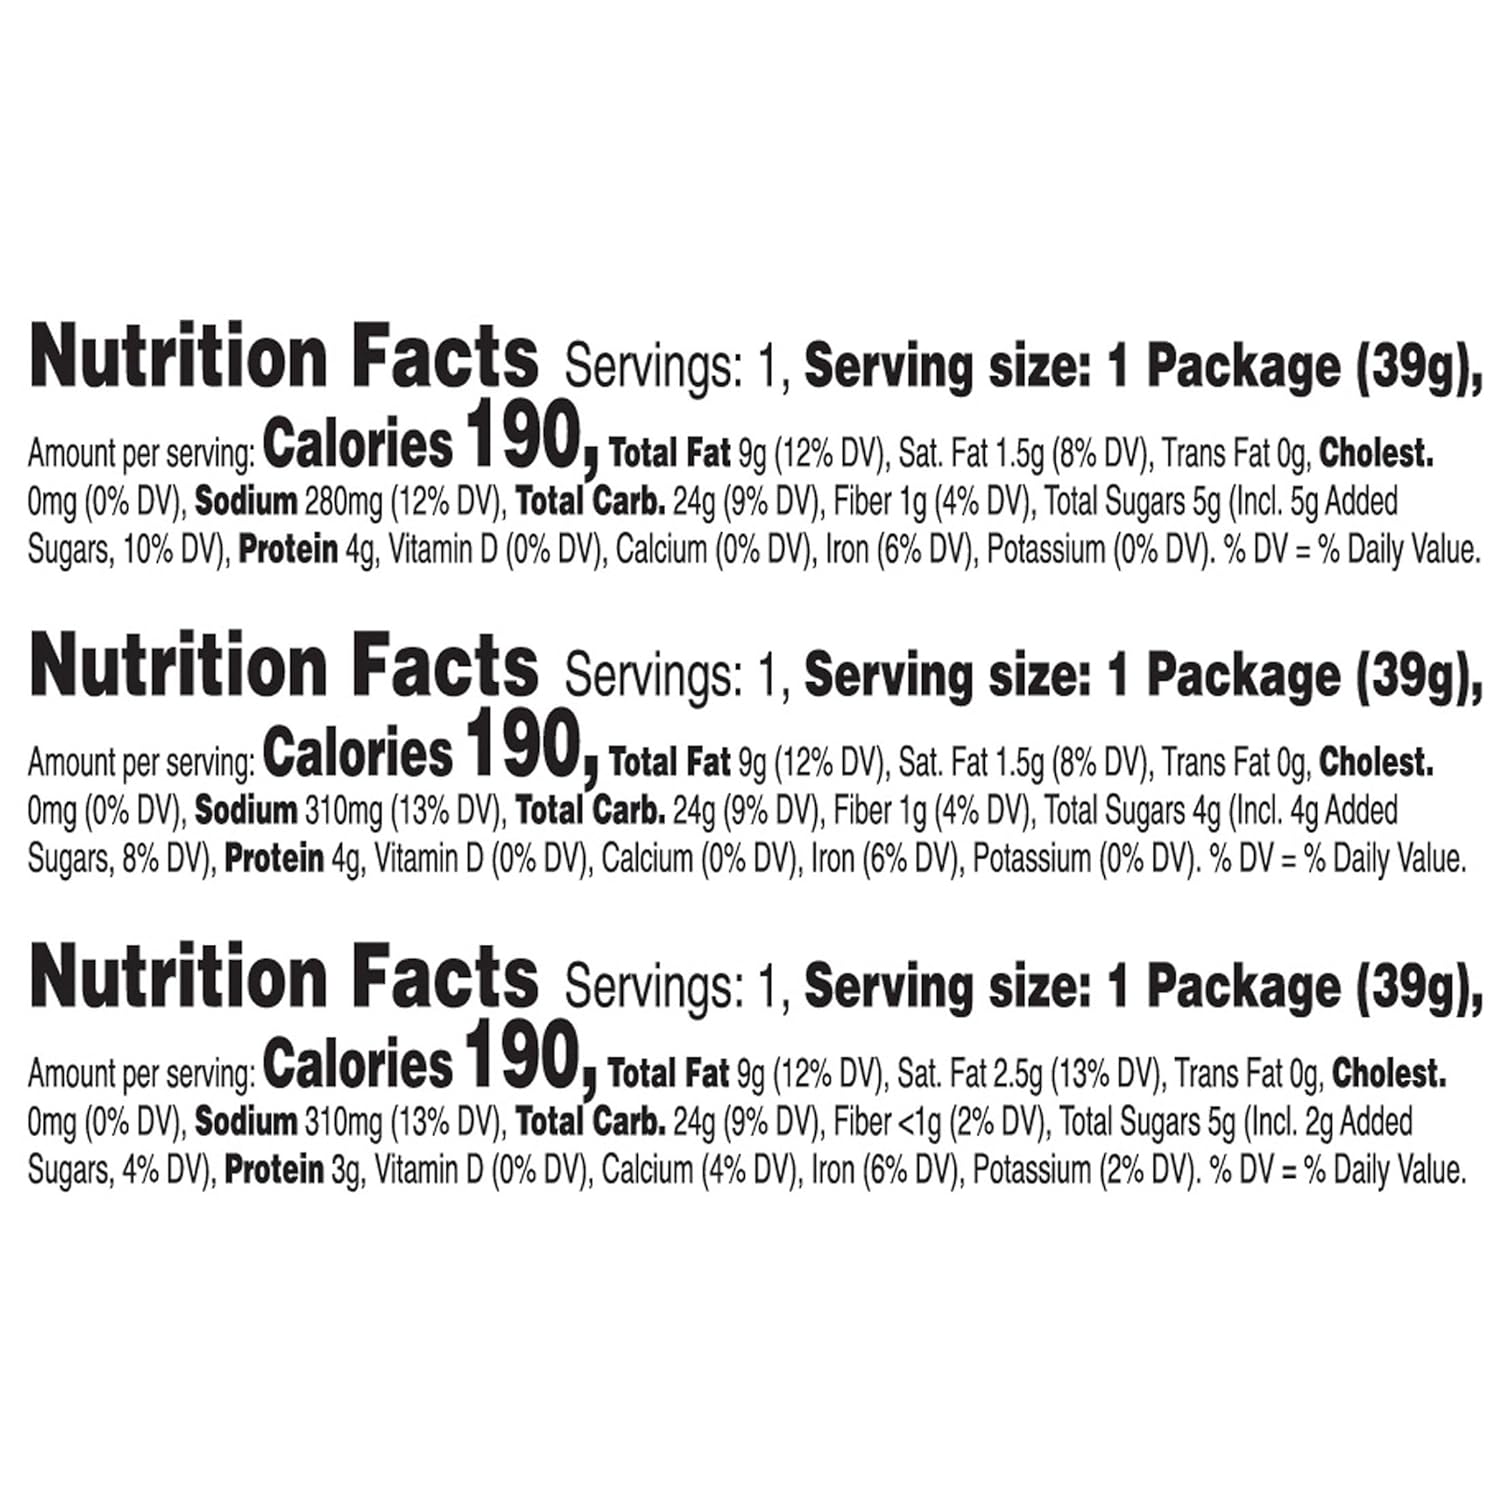 Nutrition Facts Servings: 1, Serving size: 1 Package (39g),
Amount per serving: Calories 190, Total Fat 9g (12% DV), Sat. Fat 1.5g (8% DV), Trans Fat 0g, Cholest.
0mg (0% DV), Sodium 280mg (12% DV), Total Carb. 24g (9% DV), Fiber 1g (4% DV), Total Sugars 5g (Incl. 5g Added
Sugars, 10% DV), Protein 4g, Vitamin D (0% DV), Calcium (0% DV), Iron (6% DV), Potassium (0% DV). % DV = % Daily Value.
Nutrition Facts Servings: 1, Serving size: 1 Package (39g),
Amount per serving: Calories 190, Total Fat 9g (12% DV), Sat. Fat 1.5g (8% DV), Trans Fat 0g, Cholest.
0mg (0% DV), Sodium 310mg (13% DV), Total Carb. 24g (9% DV), Fiber 1g (4% DV), Total Sugars 4g (Incl. 4g Added
Sugars, 8% DV), Protein 4g, Vitamin D (0% DV), Calcium (0% DV), Iron (6% DV), Potassium (0% DV). % DV = % Daily Value.
Nutrition Facts Servings: 1, Serving size: 1 Package (39g),
Amount per serving: Calories 190, Total Fat 9g (12% DV), Sat. Fat 2.5g (13% DV), Trans Fat 0g, Cholest.
0mg (0% DV), Sodium 310mg (13% DV), Total Carb. 24g (9% DV), Fiber <1g (2% DV), Total Sugars 5g (Incl. 2g Added
Sugars, 4% DV), Protein 3g, Vitamin D (0% DV), Calcium (4% DV), Iron (6% DV), Potassium (2% DV). % DV = % Daily Value.